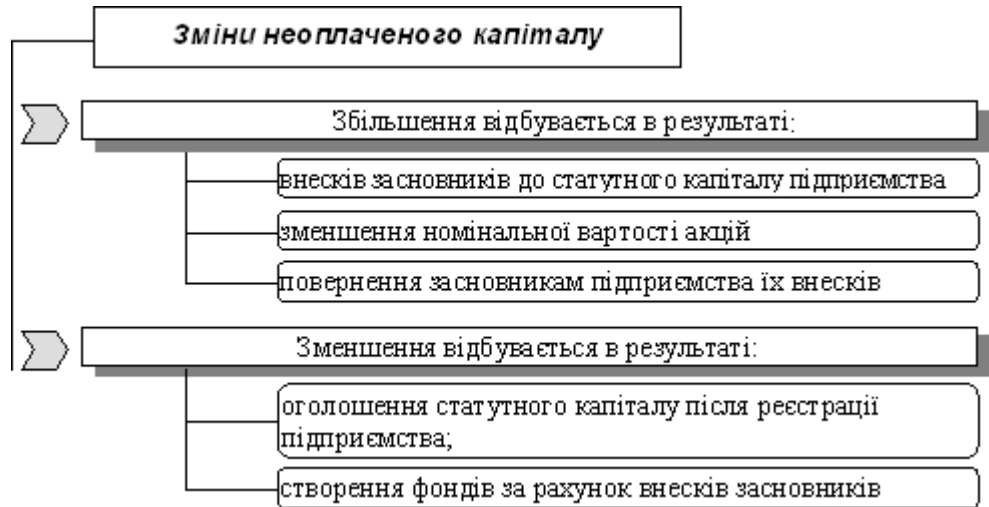 Зміни неоплаченого капіталу
Збільшення відбувається в результаті:
внесків засновників до статутного капіталу підприємства
зменшення номінальної вартості акцій
повернення засновникам підприємства їх внесків
Зменшення відбувається в результаті:
оголошення статутного капіталу після реєстрації
підприємства;
створення фондів за рахунок внесків засновників